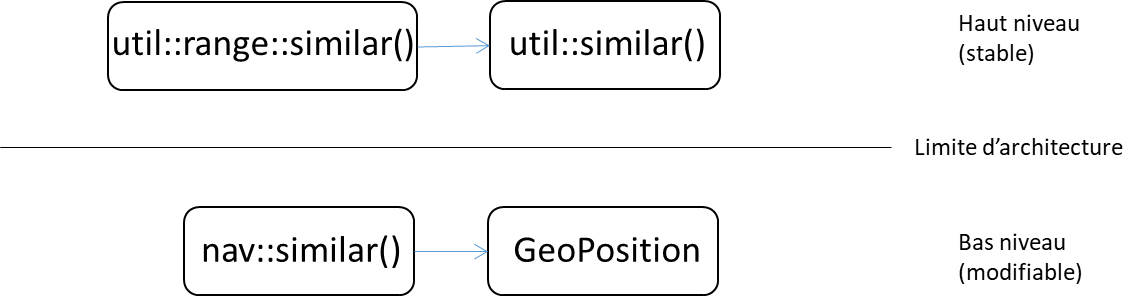 util::range::similar()
util::similar()
Haut niveau
(stable)
Limite d’architecture
nav::similar()
GeoPosition
Bas niveau
(modifiable)